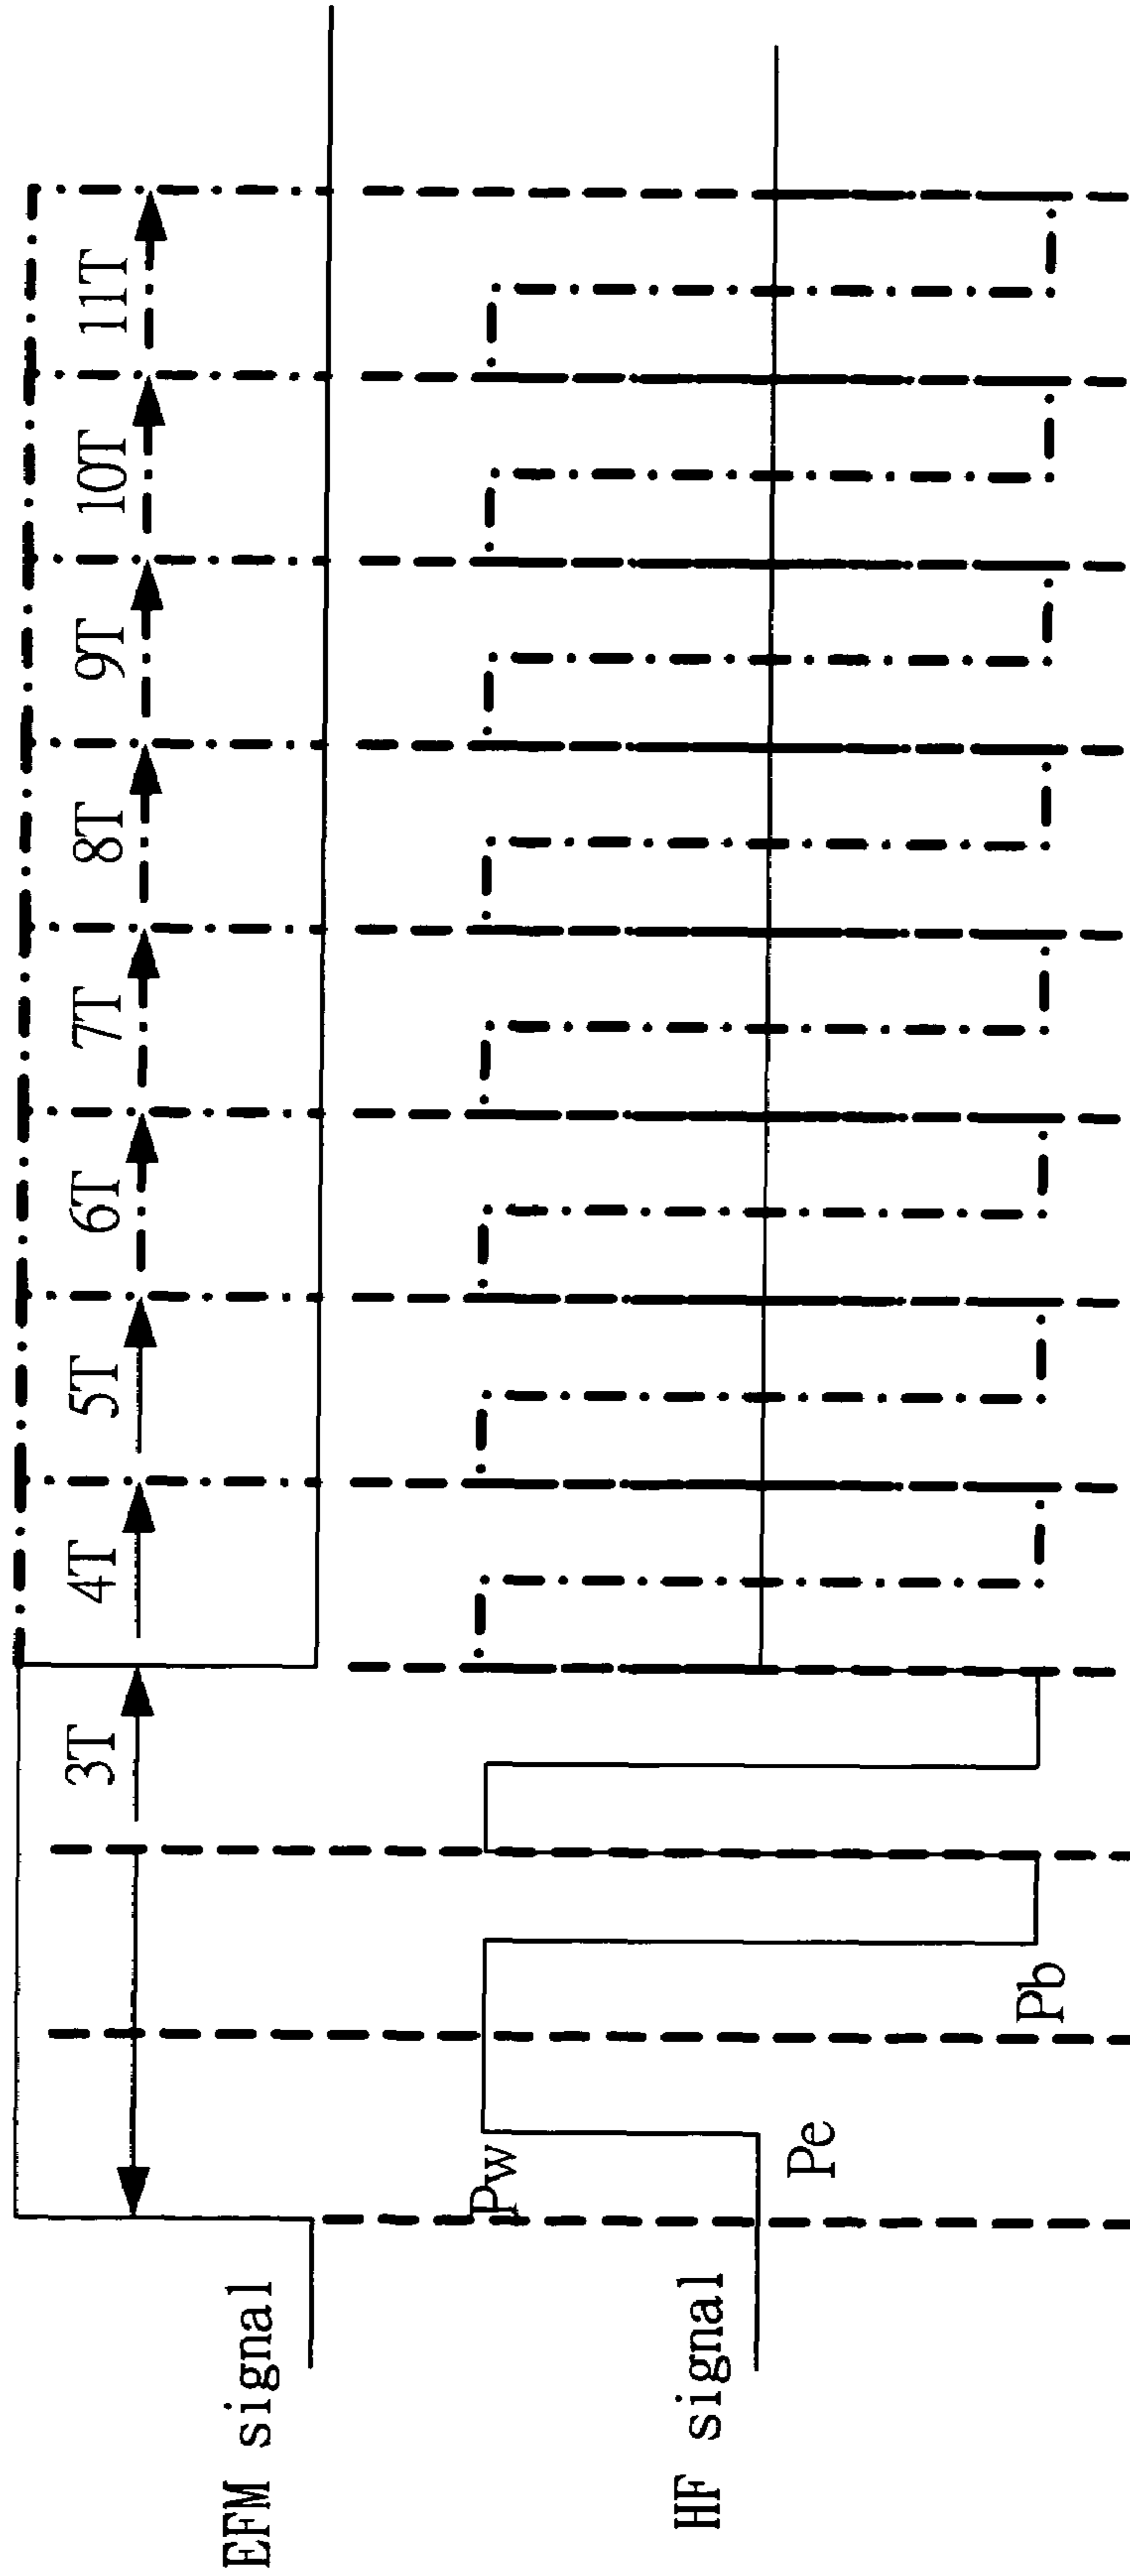 3T
4T
5T
6T
7T
8T
9T
10T
11T
EFM signal
Pw
HF signal
Pe
Pb